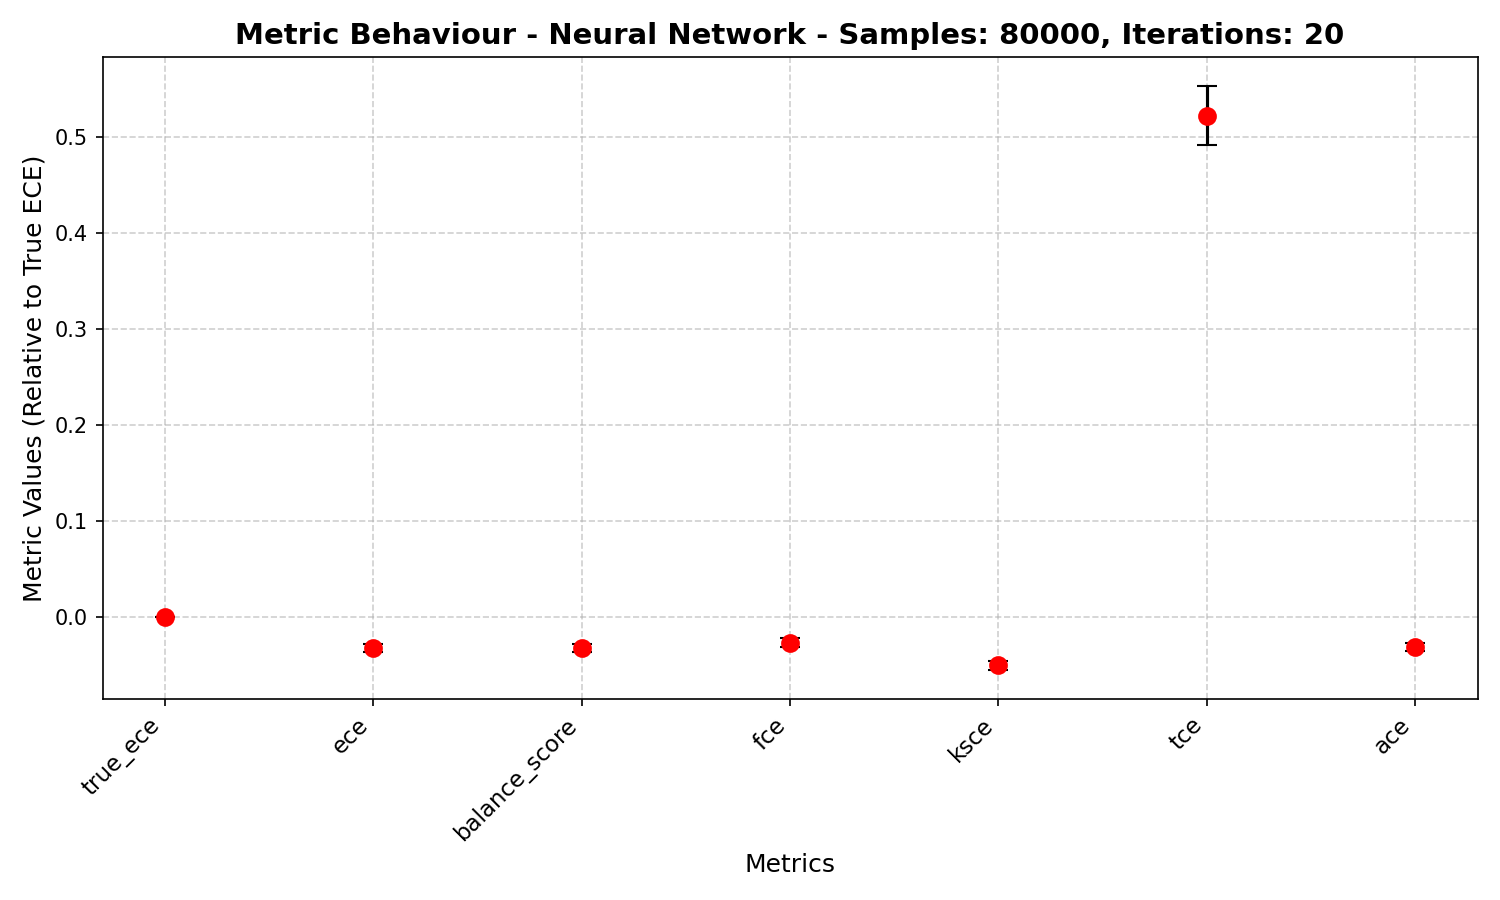 Metric Behaviour - Neural Network - Samples: 80000, Iterations: 20
Metric Values (Relative to True ECE)
0.5
0.4
0.3
0.2
0.1
0.0
true_ece
ece
balance_score
fce
ksce
tce
ace
Metrics